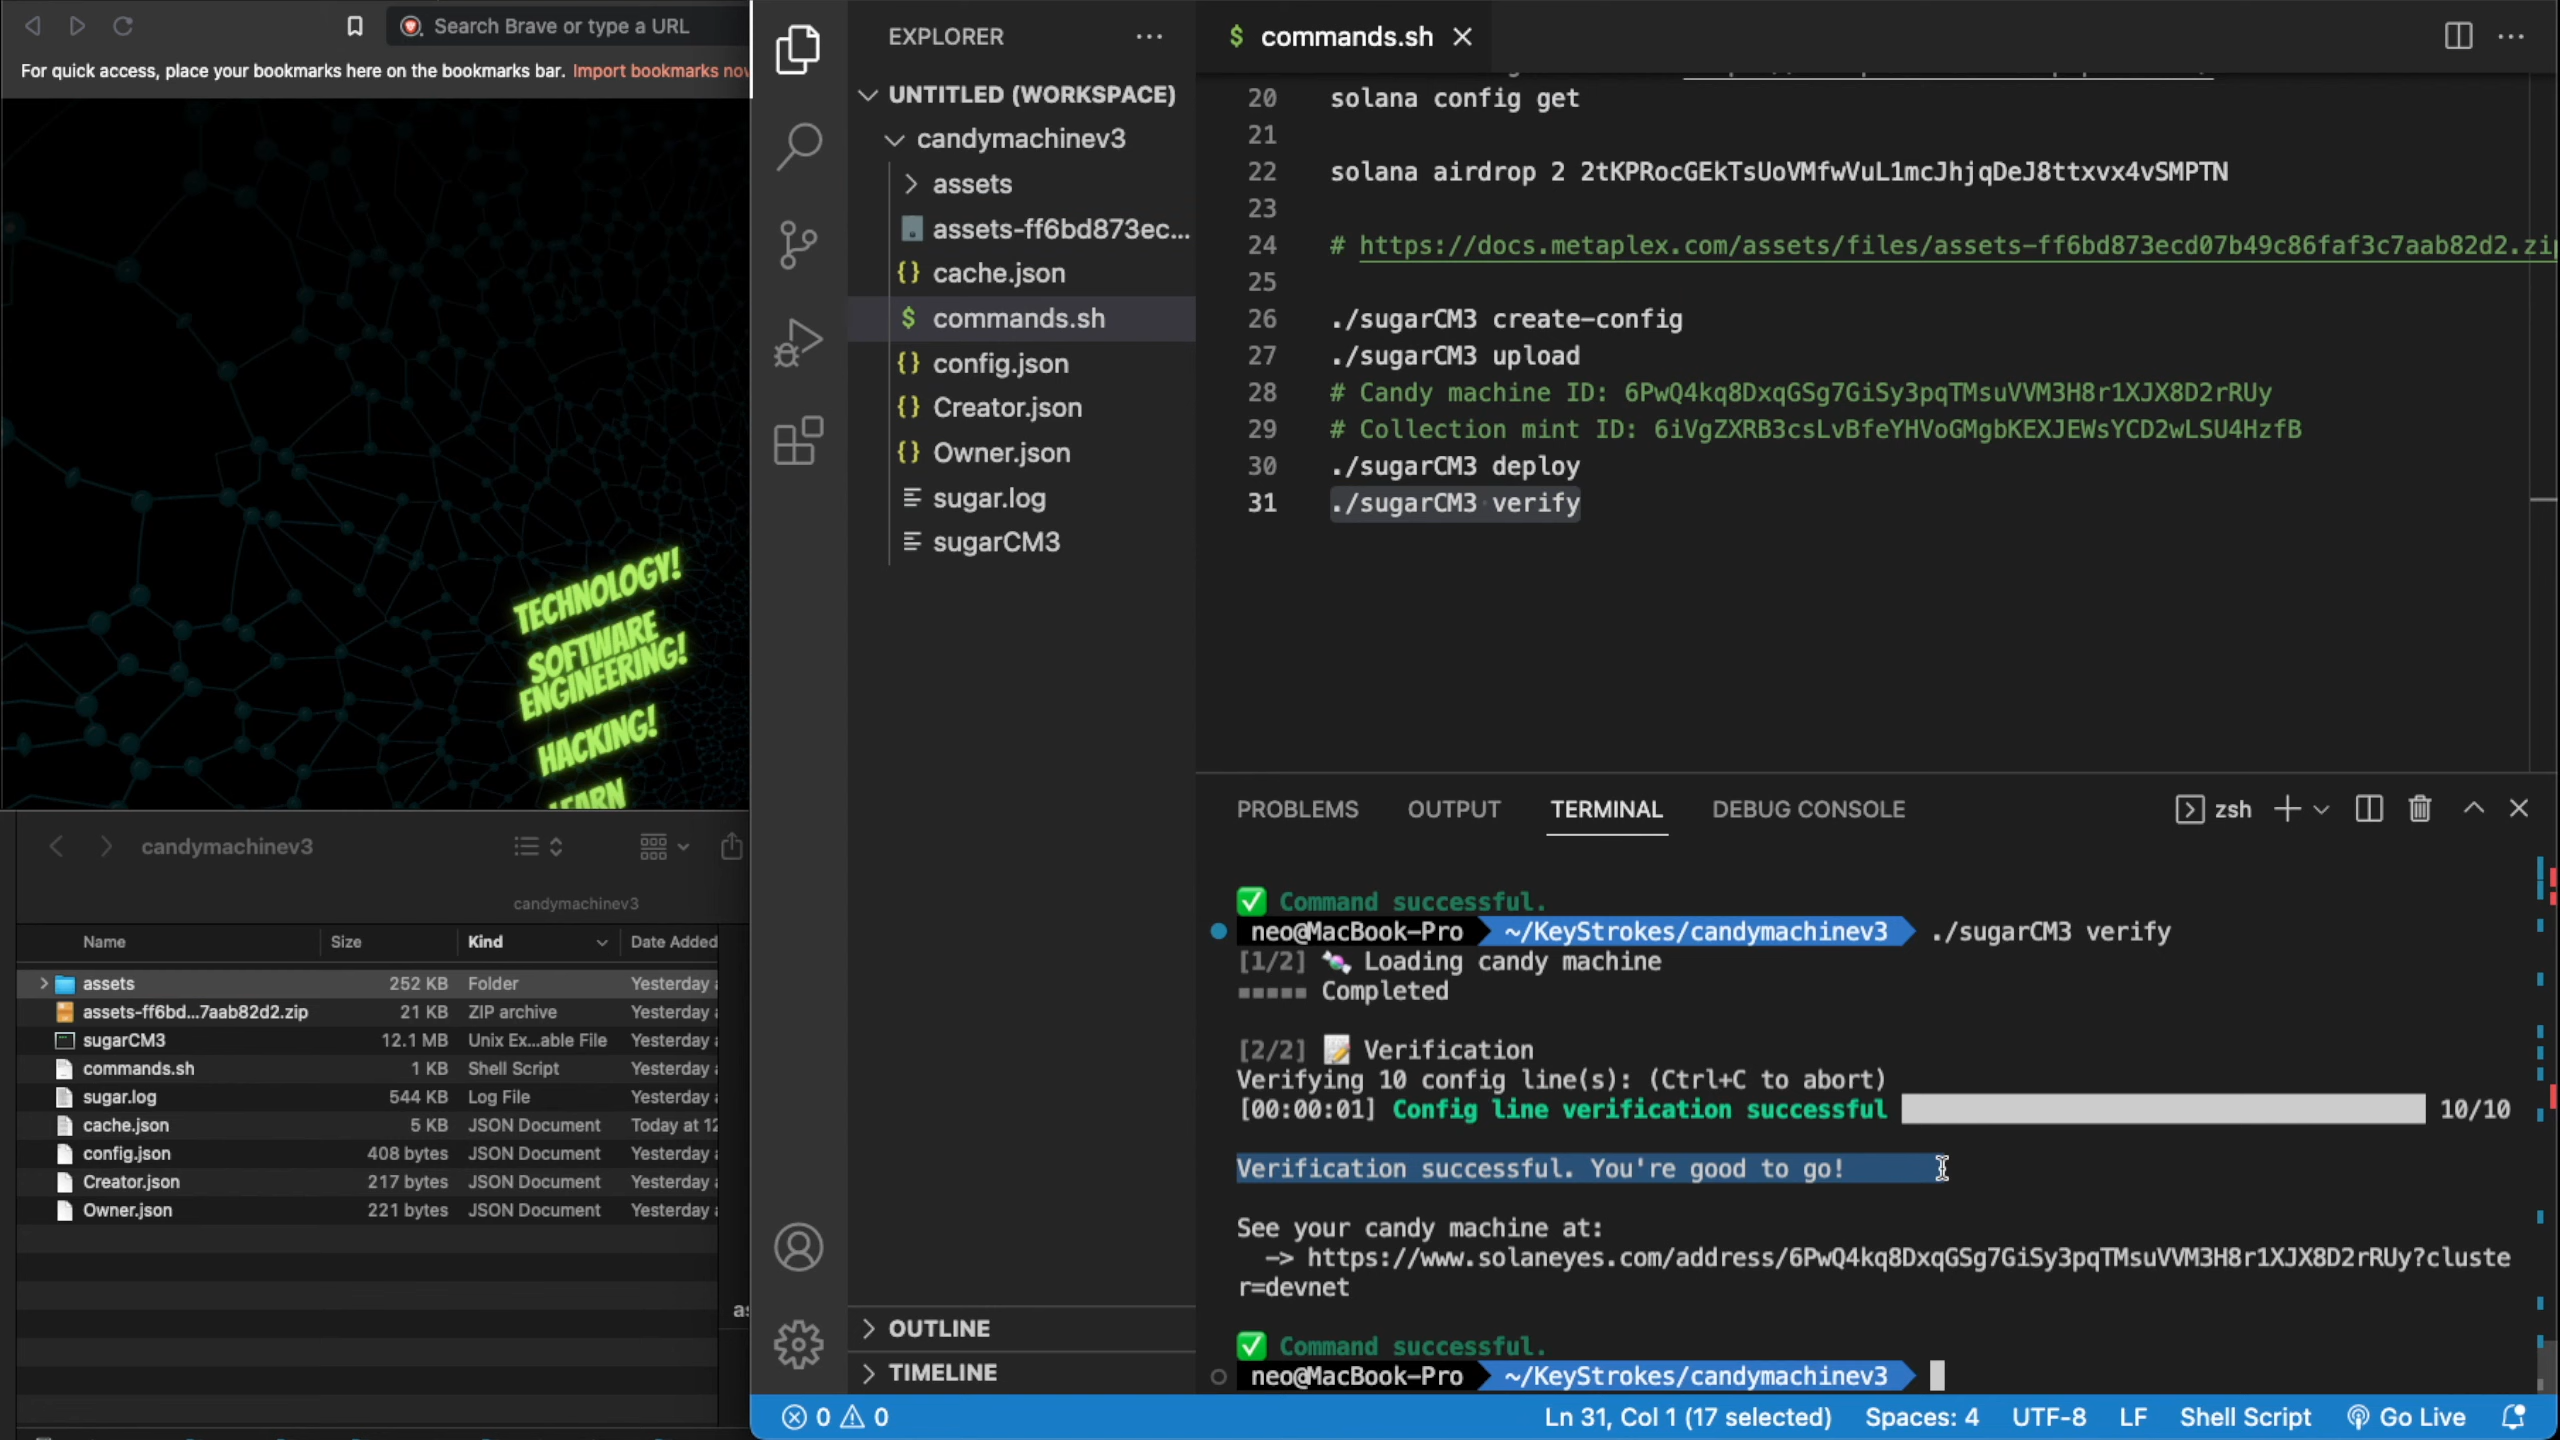 Search Brave or type a URL
For quick access, place your bookmarks here on the bookmarks bar. Import bookmarks now
TECHNOLOGY!
SOFTWARE
ENGINEERING!
HACKING!
LEARN
candymachinev3
candymachinev3
Name Size Kind Date Added
assets 252 KB Folder Yesterday
assets-ff6bd...7aab82d2.zip 21 KB ZIP archive Yesterday
sugarCM3 12.1 MB Unix Ex...able File Yesterday
commands.sh 1 KB Shell Script Yesterday
sugar.log 544 KB Log File Yesterday
cache.json 5 KB JSON Document Today at 12
config.json 408 bytes JSON Document Yesterday
Creator.json 217 bytes JSON Document Yesterday
Owner.json 221 bytes JSON Document Yesterday
EXPLORER
UNTITLED (WORKSPACE)
candymachinev3
assets
assets-ff6bd873ec...
cache.json
commands.sh
config.json
Creator.json
Owner.json
sugar.log
sugarCM3
OUTLINE
TIMELINE
$ commands.sh
20 solana config get
21
22 solana airdrop 2 2tKPRocGEkTsUoVMfwVuL1mcJhjqDeJ8ttxvx4vSMPTN
23
24 # https://docs.metaplex.com/assets/files/assets-ff6bd873ecd07b49c86faf3c7aab82d2.zip
25
26 ./sugarCM3 create-config
27 ./sugarCM3 upload
28 # Candy machine ID: 6PwQ4kq8DxqGSg7GiSy3pqTMsuVVM3H8r1XJX8D2rRUy
29 # Collection mint ID: 6iVgZXRB3csLvBfeYHVoGMgbKEXJEWsYCD2wLSU4HzfB
30 ./sugarCM3 deploy
31 ./sugarCM3 verify
PROBLEMS OUTPUT TERMINAL DEBUG CONSOLE zsh
✅ Command successful.
neo@MacBook-Pro ~/KeyStrokes/candymachinev3 ./sugarCM3 verify
[1/2] 🍬 Loading candy machine
Completed
[2/2] 📝 Verification
Verifying 10 config line(s): (Ctrl+C to abort)
[00:00:01] Config line verification successful 10/10
Verification successful. You're good to go!
See your candy machine at:
-> https://www.solaneyes.com/address/6PwQ4kq8DxqGSg7GiSy3pqTMsuVVM3H8r1XJX8D2rRUy?cluste
r=devnet
✅ Command successful.
neo@MacBook-Pro ~/KeyStrokes/candymachinev3
0 0 Ln 31, Col 1 (17 selected) Spaces: 4 UTF-8 LF Shell Script Go Live